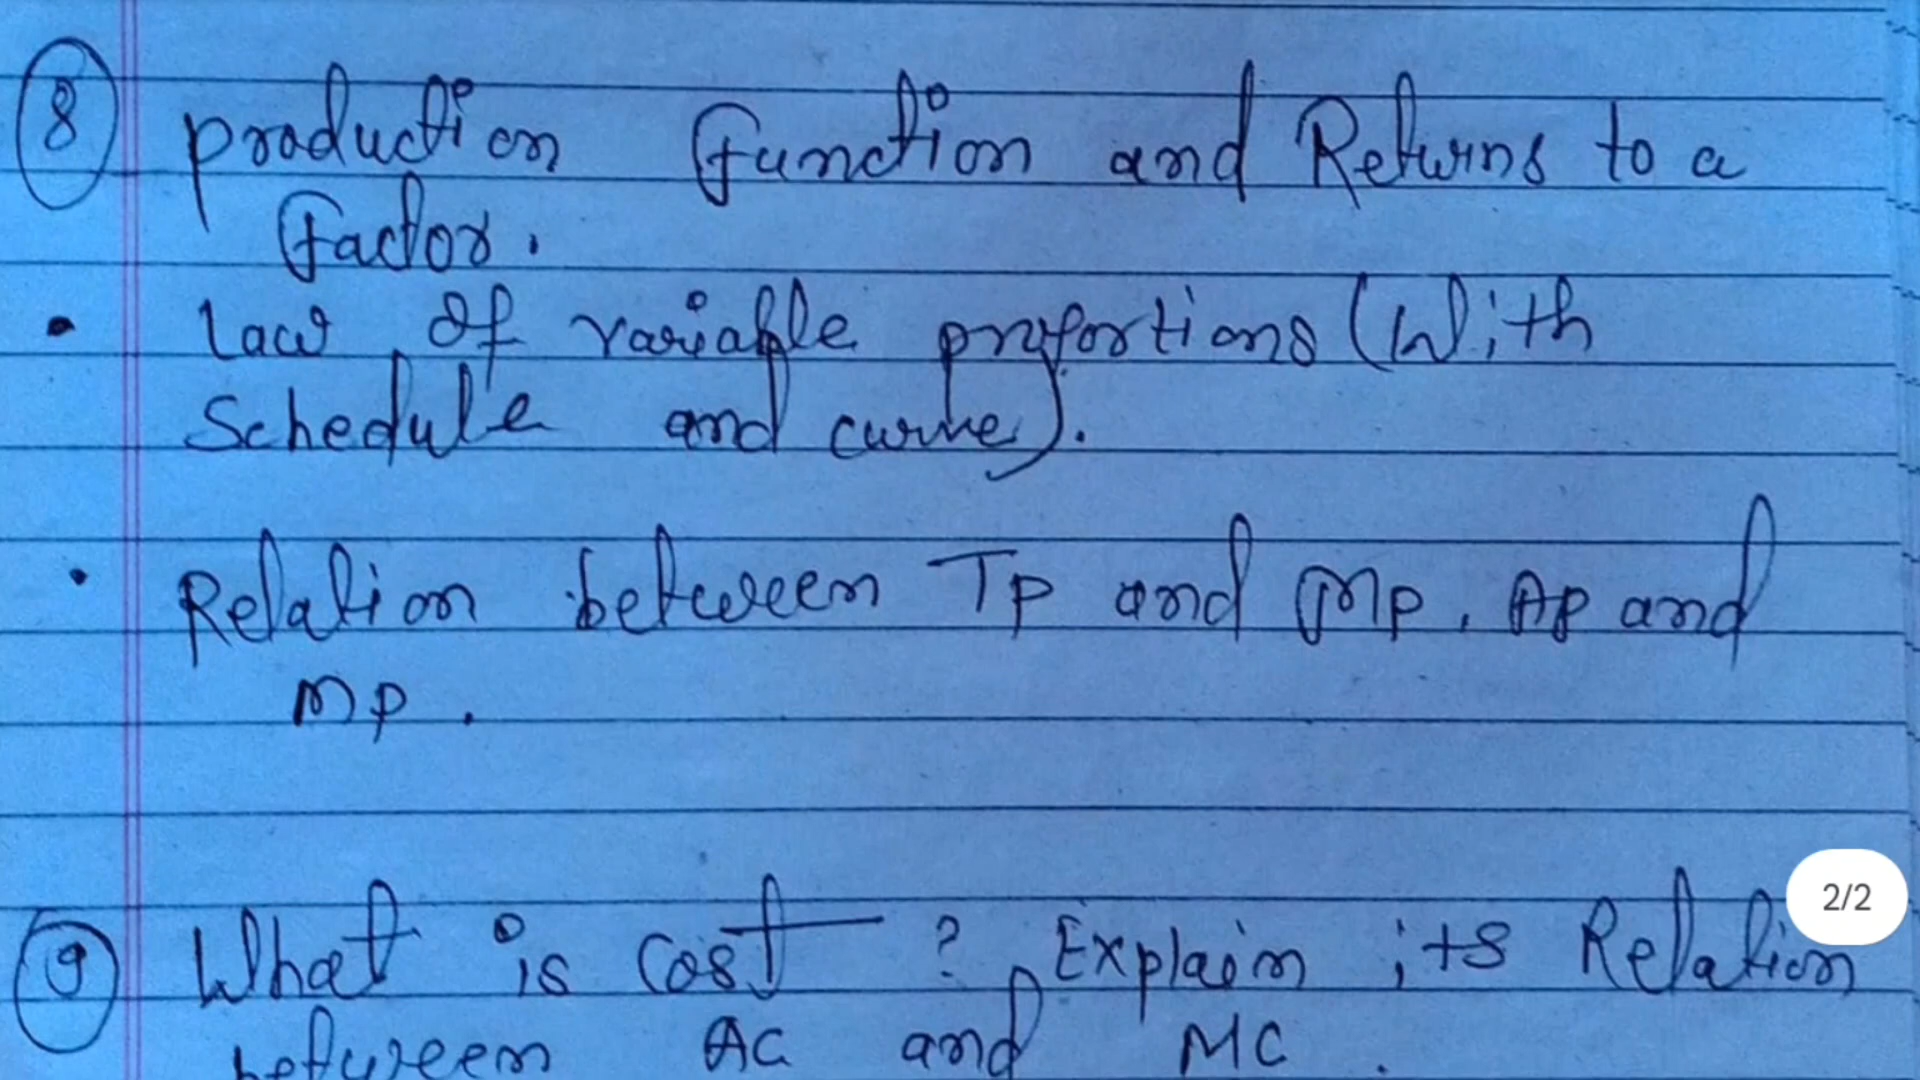 8 production function and Returns to a
factor.
• Law of variable proportions (With
Schedule and curve).
• Relation between TP and MP, AP and
MP.
2/2
9 What is cost? Explain its Relation
between AC and MC.